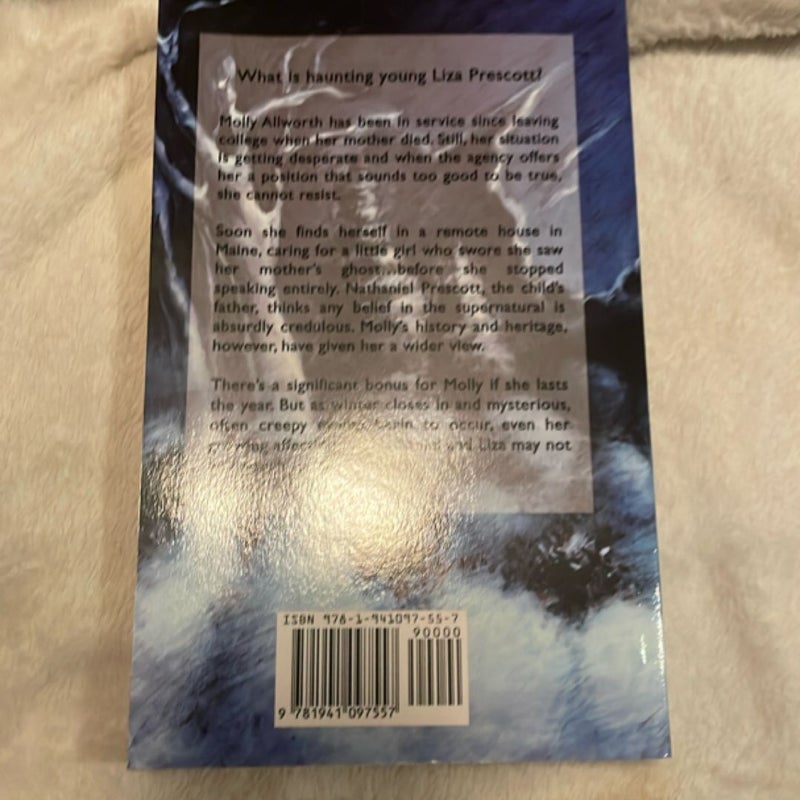 What is haunting young Liza Prescott?
Molly Allworth has been in service since leaving
college when her mother died. Still, her situation
is getting desperate and when the agency offers
her a position that sounds too good to be true,
she cannot resist.
Soon she finds herself in a remote house in
Maine, caring for a little girl who swore she saw
her mother's ghost...before she stopped
speaking entirely. Nathaniel Prescott, the child's
father, thinks any belief in the supernatural is
absurdly credulous. Molly's history and heritage,
however, have given her a wider view.
There's a significant bonus for Molly if she lasts
the year. But as winter closes in and mysterious,
often creepy events begin to occur, even her
growing and Liza may not
ISBN 978-1-941097-55-7
90000
9 781941 097557